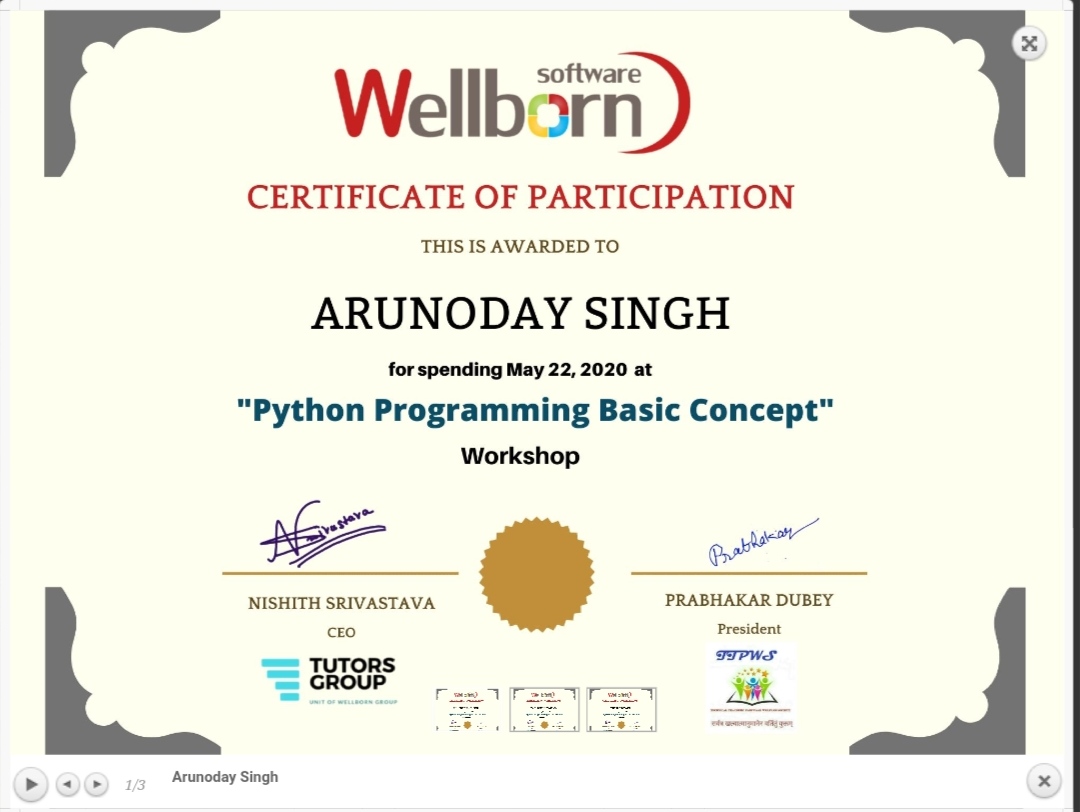 software
Wellborn
CERTIFICATE OF PARTICIPATION
THIS IS AWARDED TO
ARUNODAY SINGH
for spending May 22, 2020 at
"Python Programming Basic Concept"
Workshop
Srivastava
Prabhakar
NISHITH SRIVASTAVA
PRABHAKAR DUBEY
CEO
President
TUTORS
GROUP
UNIT OF WELLBORN GROUP
TTPWS
1/3
Arunoday Singh